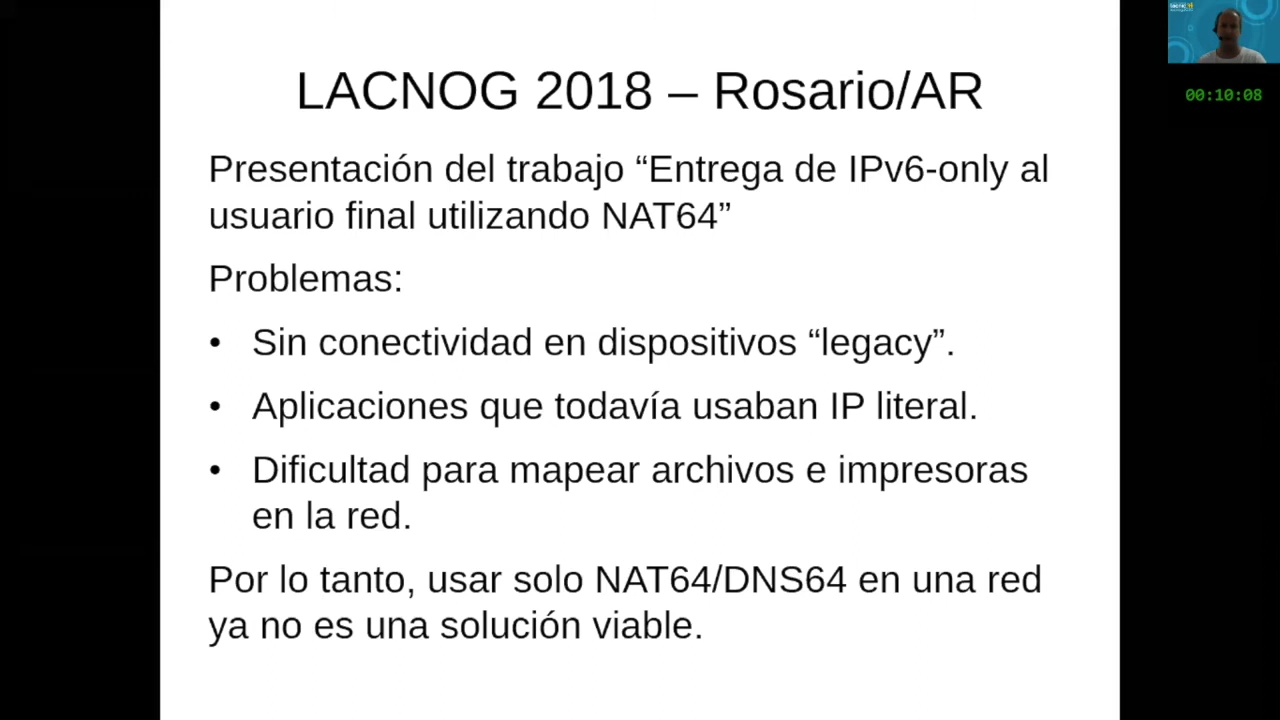 LACNOG 2018 – Rosario/AR
Presentación del trabajo “Entrega de IPv6-only al
usuario final utilizando NAT64”
Problemas:
• Sin conectividad en dispositivos “legacy”.
• Aplicaciones que todavía usaban IP literal.
• Dificultad para mapear archivos e impresoras
en la red.
Por lo tanto, usar solo NAT64/DNS64 en una red
ya no es una solución viable.
00:10:08